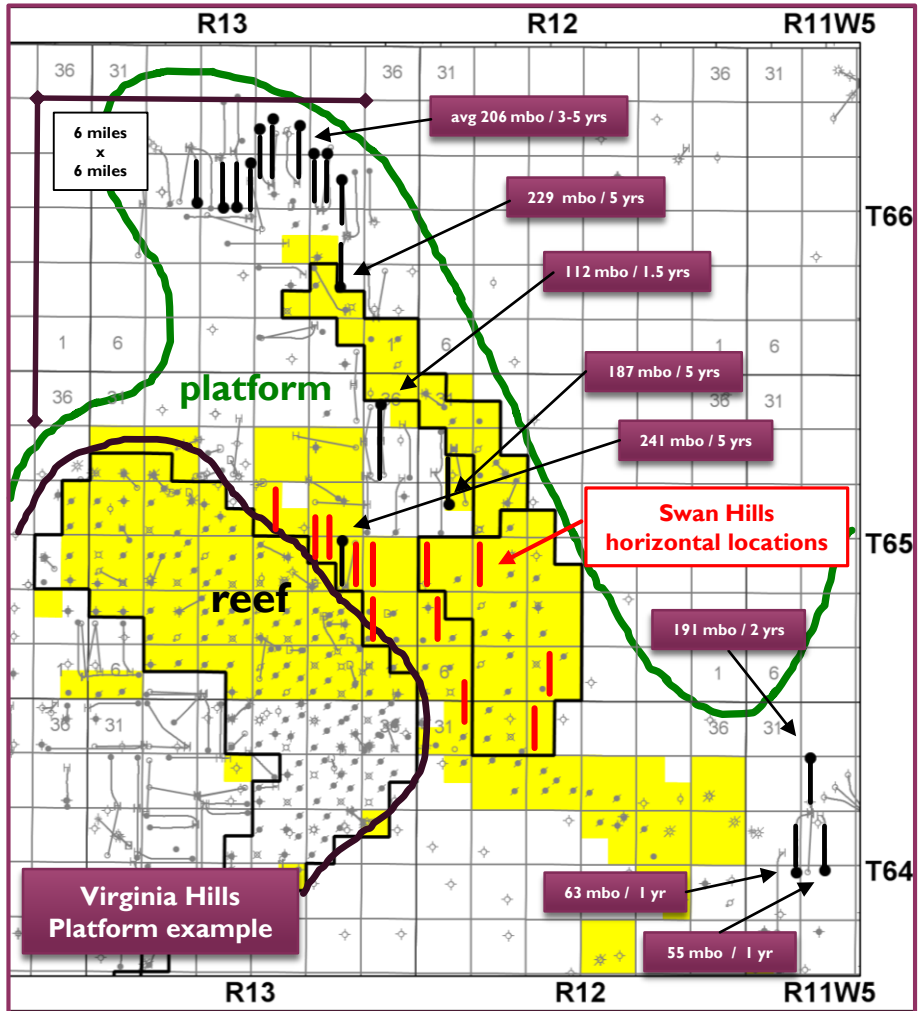 R13 R12 R11W5
36 31 36 31 36 31
avg 206 mbo / 3-5 yrs
6 miles
x
6 miles
229 mbo / 5 yrs
T66
112 mbo / 1.5 yrs
1 6 1 6 1 6
187 mbo / 5 yrs
platform
36 31 36 31 36 31
241 mbo / 5 yrs
Swan Hills
horizontal locations
T65
reef
191 mbo / 2 yrs
1 6 6 1 6
36 31 31 36 31
T64
Virginia Hills
Platform example
63 mbo / 1 yr
55 mbo / 1 yr
R13 R12 R11W5